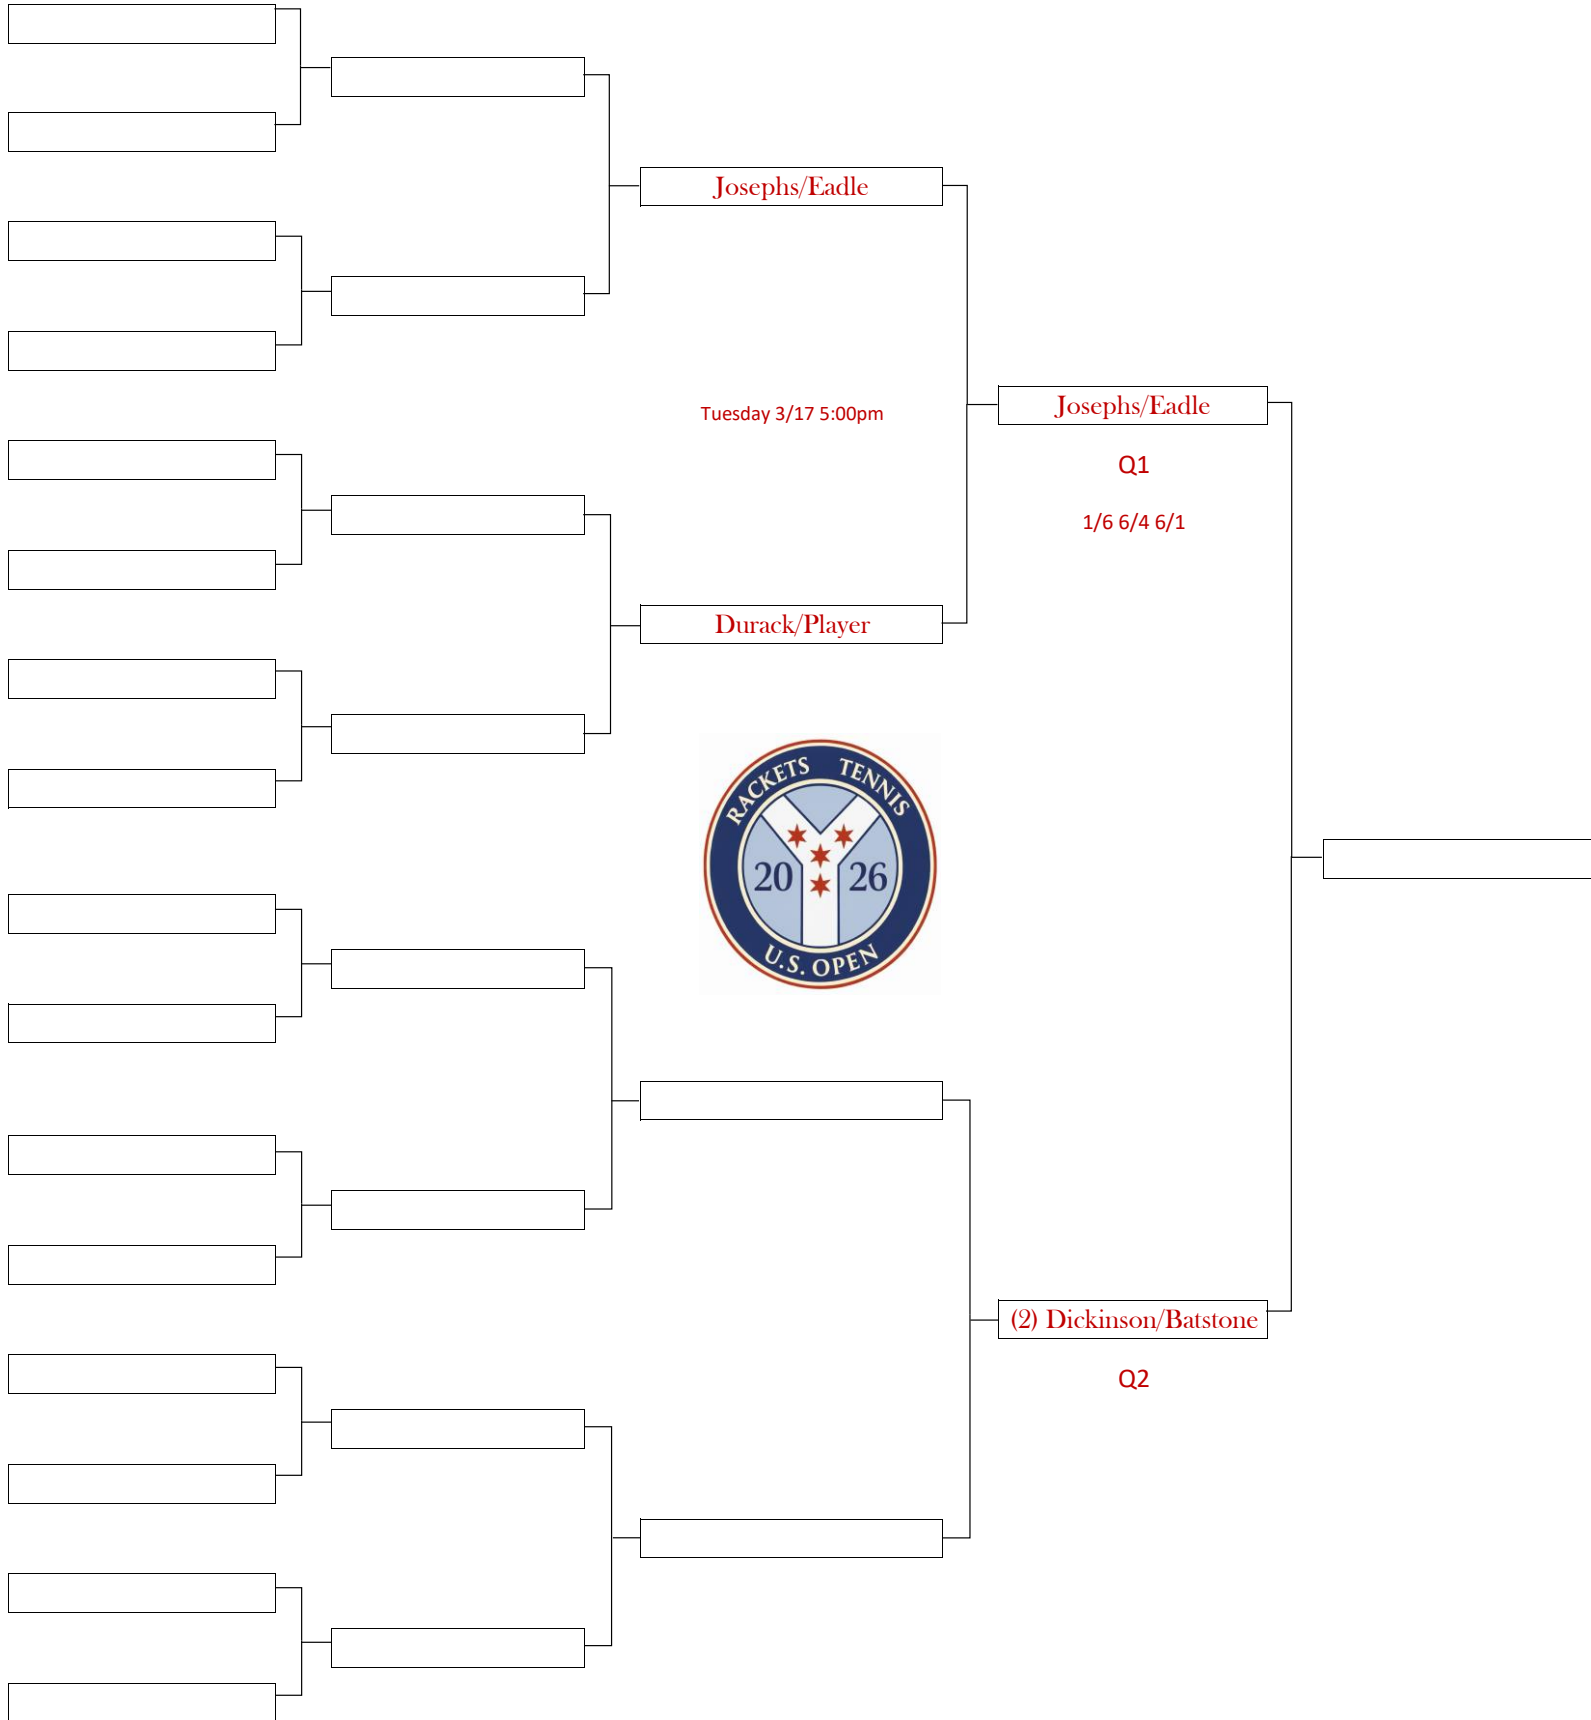 Josephs/Eadle
Tuesday 3/17 5:00pm
Josephs/Eadle
Q1
1/6 6/4 6/1
Durack/Player
RACKETS TENNIS
20 26
U.S. OPEN
(2) Dickinson/Batstone
Q2